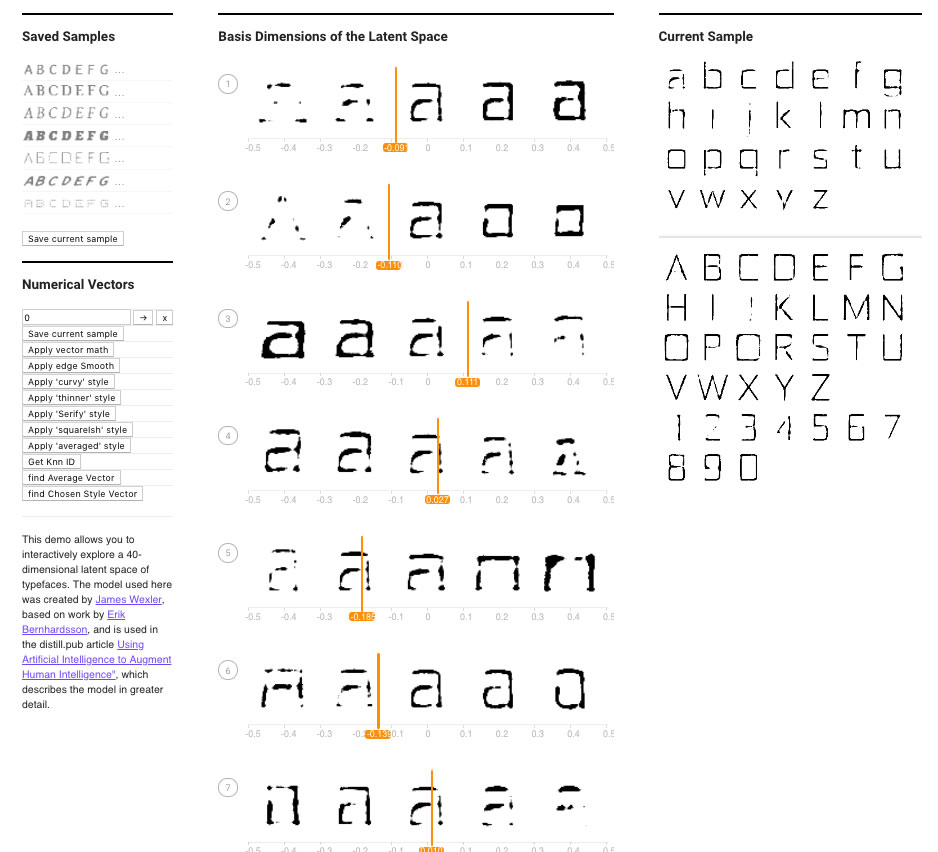 Saved Samples
A B C D E F G ...
A B C D E F G ...
A B C D E F G ...
A B C D E F G ...
A B C D E F G ...
A B C D E F G ...
A B C D E F G ...
Save current sample
Numerical Vectors
0 → x
Save current sample
Apply vector math
Apply edge Smooth
Apply 'curvy' style
Apply 'thinner' style
Apply 'Serify' style
Apply 'squarelsh' style
Apply 'averaged' style
Get Knn ID
find Average Vector
find Chosen Style Vector
This demo allows you to
interactively explore a 40-
dimensional latent space of
typefaces. The model used here
was created by James Wexler,
based on work by Erik
Bernhardsson, and is used in
the distill.pub article Using
Artificial Intelligence to Augment
Human Intelligence", which
describes the model in greater
detail.
Basis Dimensions of the Latent Space
1
a a a
-0.5 -0.4 -0.3 -0.2 -0.091 0 0.1 0.2 0.3 0.4 0.5
2
a
-0.5 -0.4 -0.3 -0.2 -0.110 0 0.1 0.2 0.3 0.4 0.5
3
a a a a a
-0.5 -0.4 -0.3 -0.2 -0.1 0 0.111 0.2 0.3 0.4 0.5
4
a a a a
-0.5 -0.4 -0.3 -0.2 -0.1 0.027 0.1 0.2 0.3 0.4 0.5
5
a a a
-0.5 -0.4 -0.3 -0.185 -0.1 0 0.1 0.2 0.3 0.4 0.5
6
a a
-0.5 -0.4 -0.3 -0.139 0 0.1 0.2 0.3 0.4 0.5
7
a a a
-0.5 -0.4 -0.3 -0.2 -0.1 0.010 0.1 0.2 0.3 0.4 0.5
Current Sample
a b c d e f g
h i j k l m n
o p q r s t u
v w x y z
A B C D E F G
H I J K L M N
O P Q R S T U
V W X Y Z
1 2 3 4 5 6 7
8 9 0